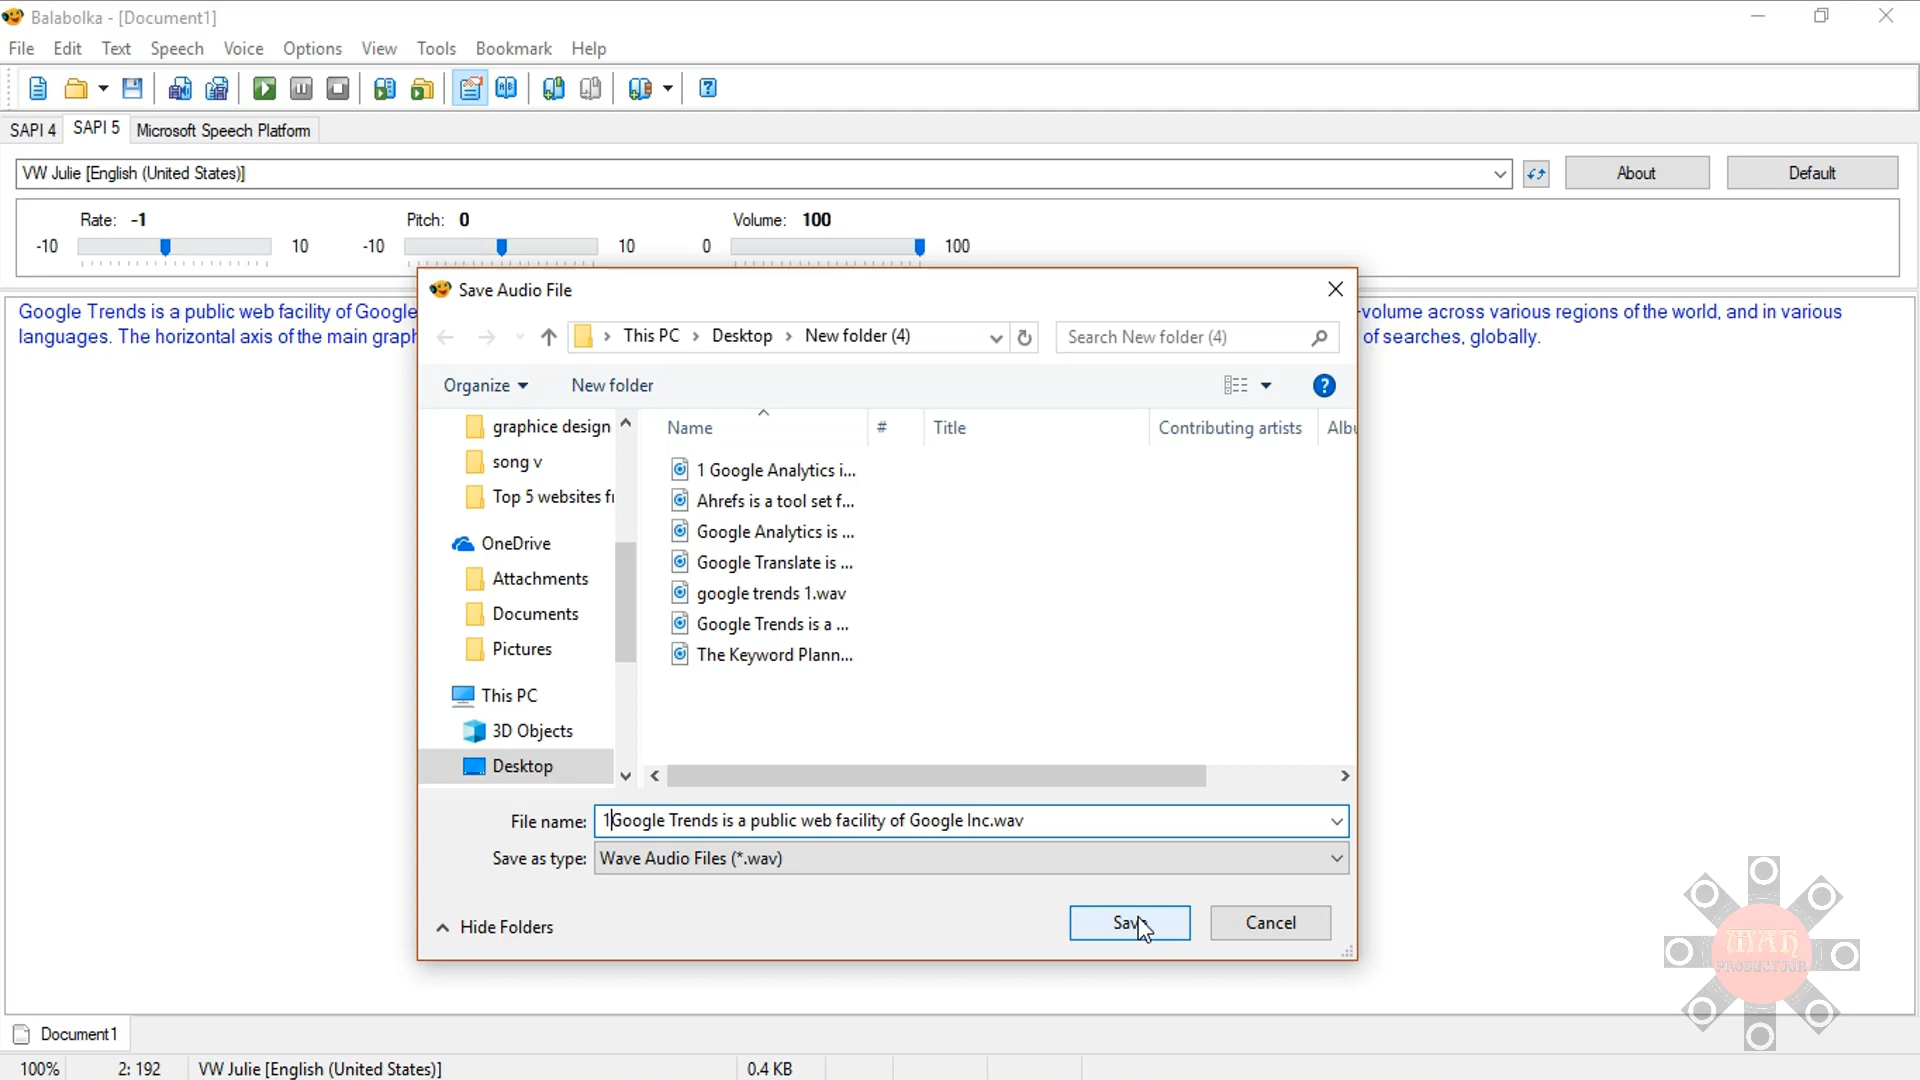 Balabolka - [Document1]
File Edit Text Speech Voice Options View Tools Bookmark Help
SAPI 4 SAPI 5 Microsoft Speech Platform
VW Julie [English (United States)] About Default
Rate: -1 Pitch: 0 Volume: 100
-10 10 -10 10 0 100
Google Trends is a public web facility of Google -volume across various regions of the world, and in various
languages. The horizontal axis of the main graph of searches, globally.
Save Audio File
This PC Desktop New folder (4) Search New folder (4)
Organize New folder
Name # Title Contributing artists Albu
graphice design
song v
Top 5 websites fr
OneDrive
Attachments
Documents
Pictures
This PC
3D Objects
Desktop
1 Google Analytics i...
Ahrefs is a tool set f...
Google Analytics is ...
Google Translate is ...
google trends 1.wav
Google Trends is a ...
The Keyword Plann...
File name: 1Google Trends is a public web facility of Google Inc.wav
Save as type: Wave Audio Files (*.wav)
Hide Folders Save Cancel
MAH
PRODUCTION
Document1
100% 2: 192 VW Julie [English (United States)] 0.4 KB